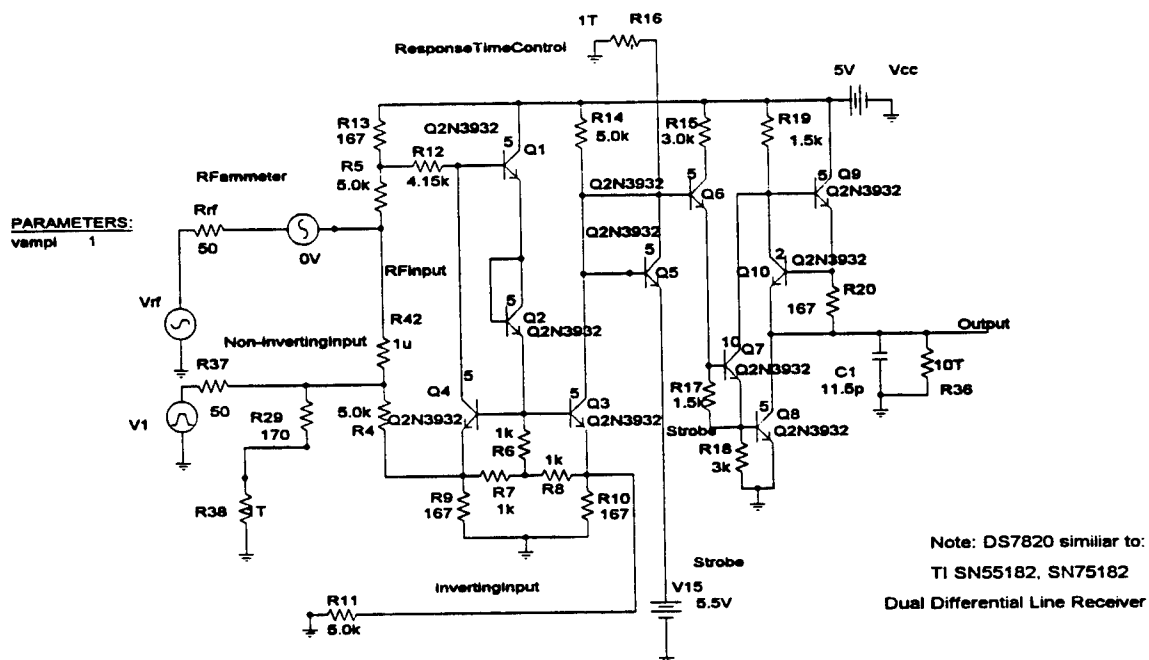 1T
R16
ResponseTimeControl
5V
Vcc
R13
167
Q2N3932
5
Q1
R14
5.0k
R15
3.0k
R19
1.5k
R12
4.15k
R5
5.0k
Q2N3932
5
Q6
5
Q9
Q2N3932
RFammeter
PARAMETERS:
vampl 1
Rrf
50
0V
Q2N3932
5
Q5
2
Q2N3932
Q10
RFInput
R20
167
Vrf
5
Q2
Q2N3932
R42
1u
Non-invertingInput
Output
R37
50
10
Q7
Q2N3932
C1
11.5p
10T
R36
V1
R29
170
5.0k
R4
5
Q4
Q2N3932
5
Q3
Q2N3932
R17
1.5k
Strobe
5
Q8
Q2N3932
1k
R6
R18
3k
1k
R8
R7
1k
R9
167
R10
167
R38
1T
Note: DS7820 similiar to:
TI SN55182, SN75182
Dual Differential Line Receiver
Strobe
V15
5.5V
InvertingInput
R11
5.0k